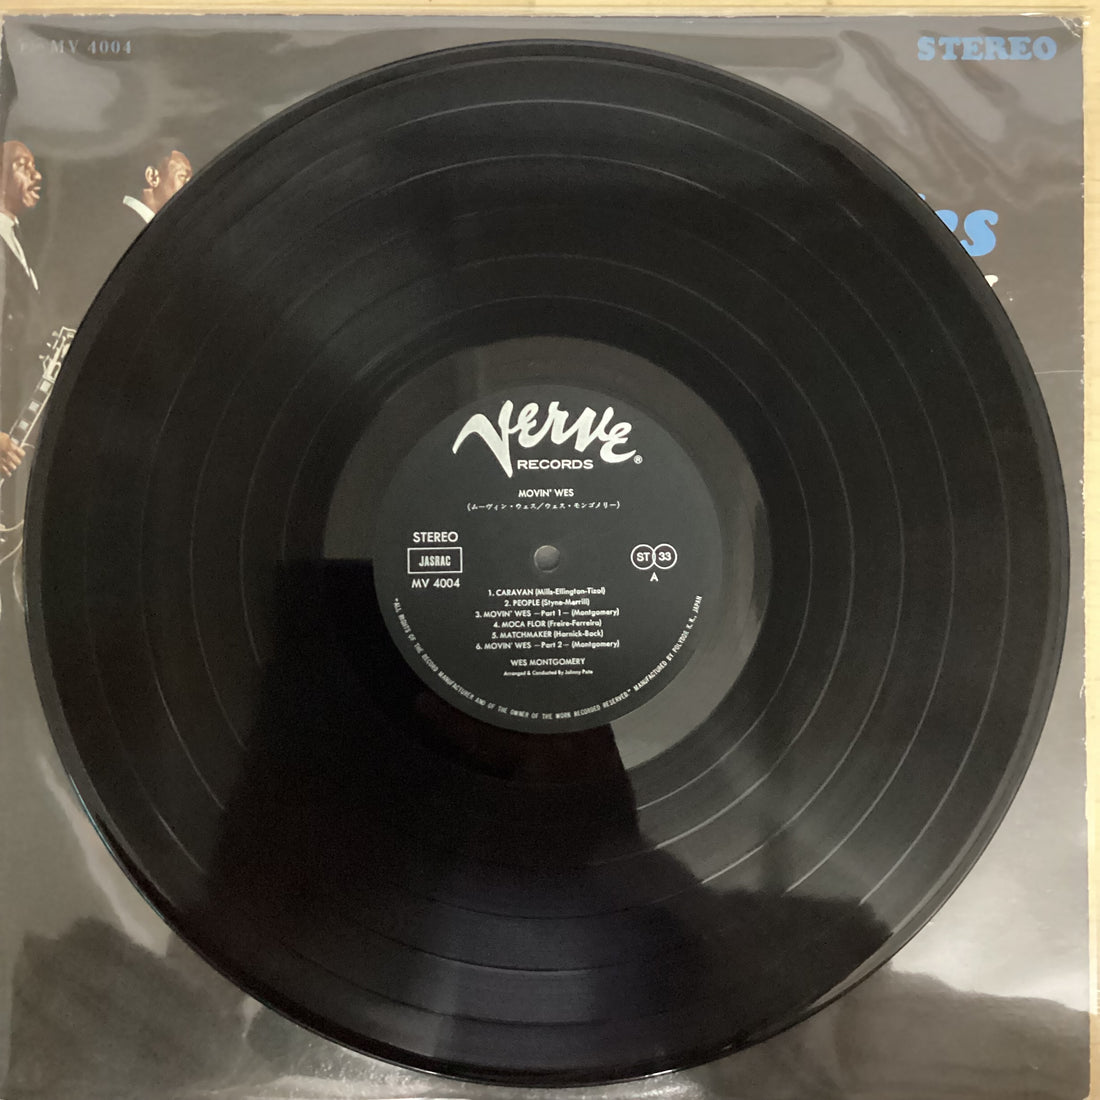 MV 4004
STEREO
es
VERVE
RECORDS ®
MOVIN' WES
(ムーヴィン・ウェス/ウェス・モンゴメリー)
STEREO
JASRAC
MV 4004
ST 33
A
1. CARAVAN (Mills-Ellington-Tizol)
2. PEOPLE (Styne-Merrill)
3. MOVIN' WES —Part 1— (Montgomery)
4. MOCA FLOR (Freire-Ferreira)
5. MATCHMAKER (Harnick-Bock)
6. MOVIN' WES —Part 2— (Montgomery)
WES MONTGOMERY
Arranged & Conducted By Johnny Pate
"ALL RIGHTS OF THE RECORD MANUFACTURER AND OF THE OWNER OF THE WORK RECORDED RESERVED." MANUFACTURED BY POLYDOR K.K., JAPAN